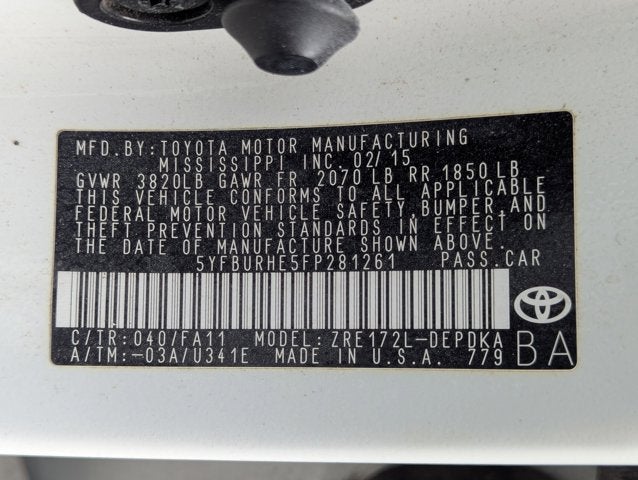 MFD.BY:TOYOTA MOTOR MANUFACTURING
MISSISSIPPI INC. 02/15
GVWR 3820LB GAWR FR 2070 LB RR 1850 LB
THIS VEHICLE CONFORMS TO ALL APPLICABLE
FEDERAL MOTOR VEHICLE SAFETY,BUMPER,AND
THEFT PREVENTION STANDARDS IN EFFECT ON
THE DATE OF MANUFACTURE SHOWN ABOVE.
5YFBURHE5FP281261 PASS.CAR
C/TR:040/FA11 MODEL:ZRE172L-DEPDKA
A/TM:-03A/U341E MADE IN U.S.A. 779 BA